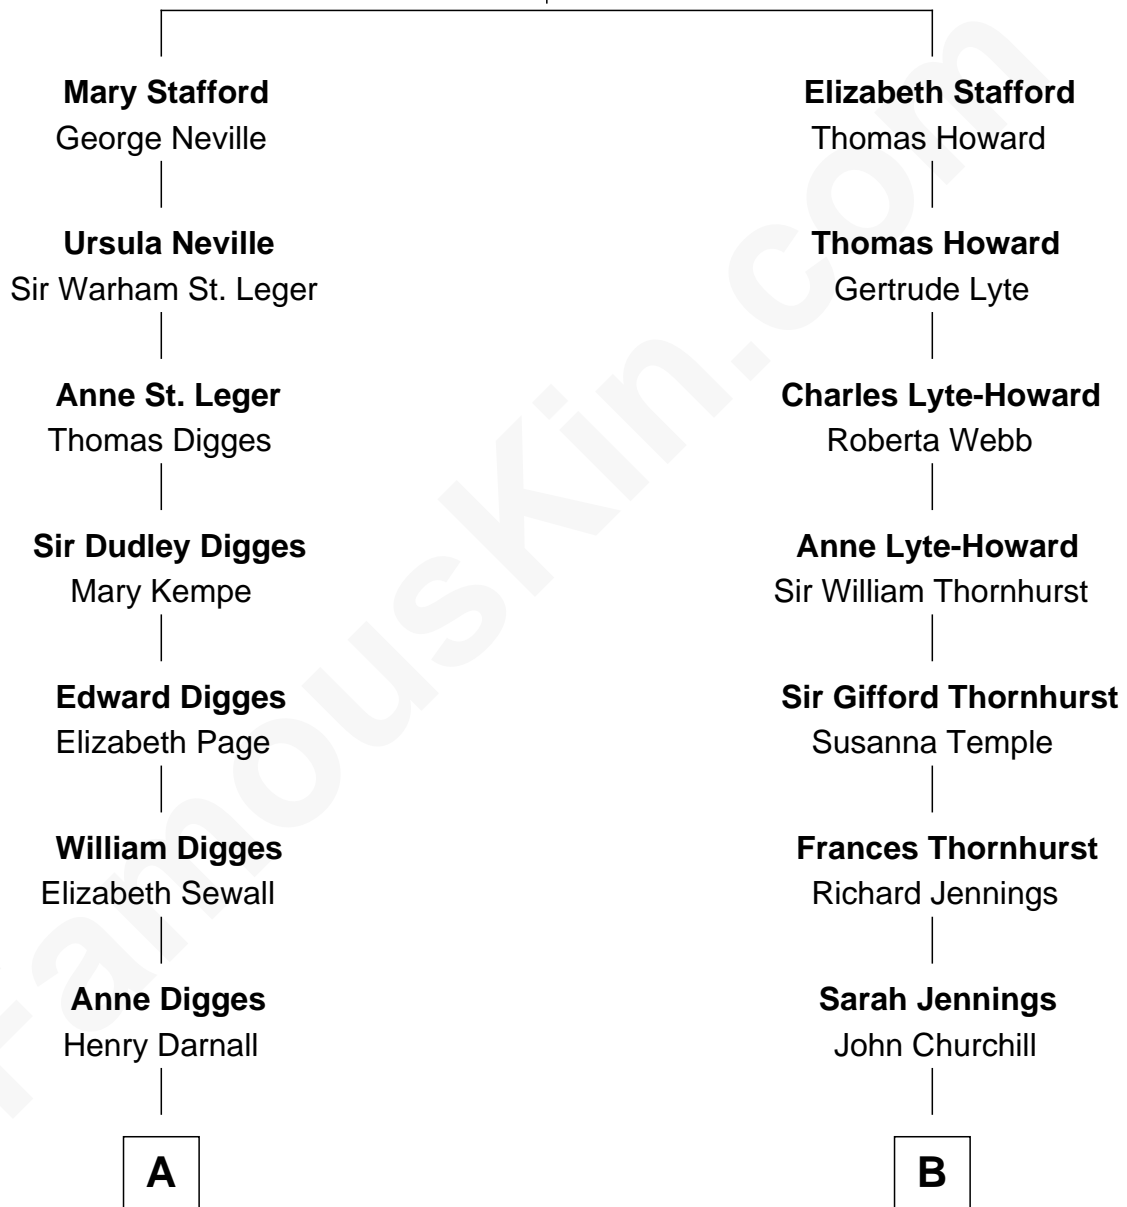 Mary Stafford
George Neville
Elizabeth Stafford
Thomas Howard
Ursula Neville
Sir Warham St. Leger
Thomas Howard
Gertrude Lyte
Anne St. Leger
Thomas Digges
Charles Lyte-Howard
Roberta Webb
Sir Dudley Digges
Mary Kempe
Anne Lyte-Howard
Sir William Thornhurst
Edward Digges
Elizabeth Page
Sir Gifford Thornhurst
Susanna Temple
William Digges
Elizabeth Sewall
Frances Thornhurst
Richard Jennings
Anne Digges
Henry Darnall
Sarah Jennings
John Churchill
A
B
FamousKin.com